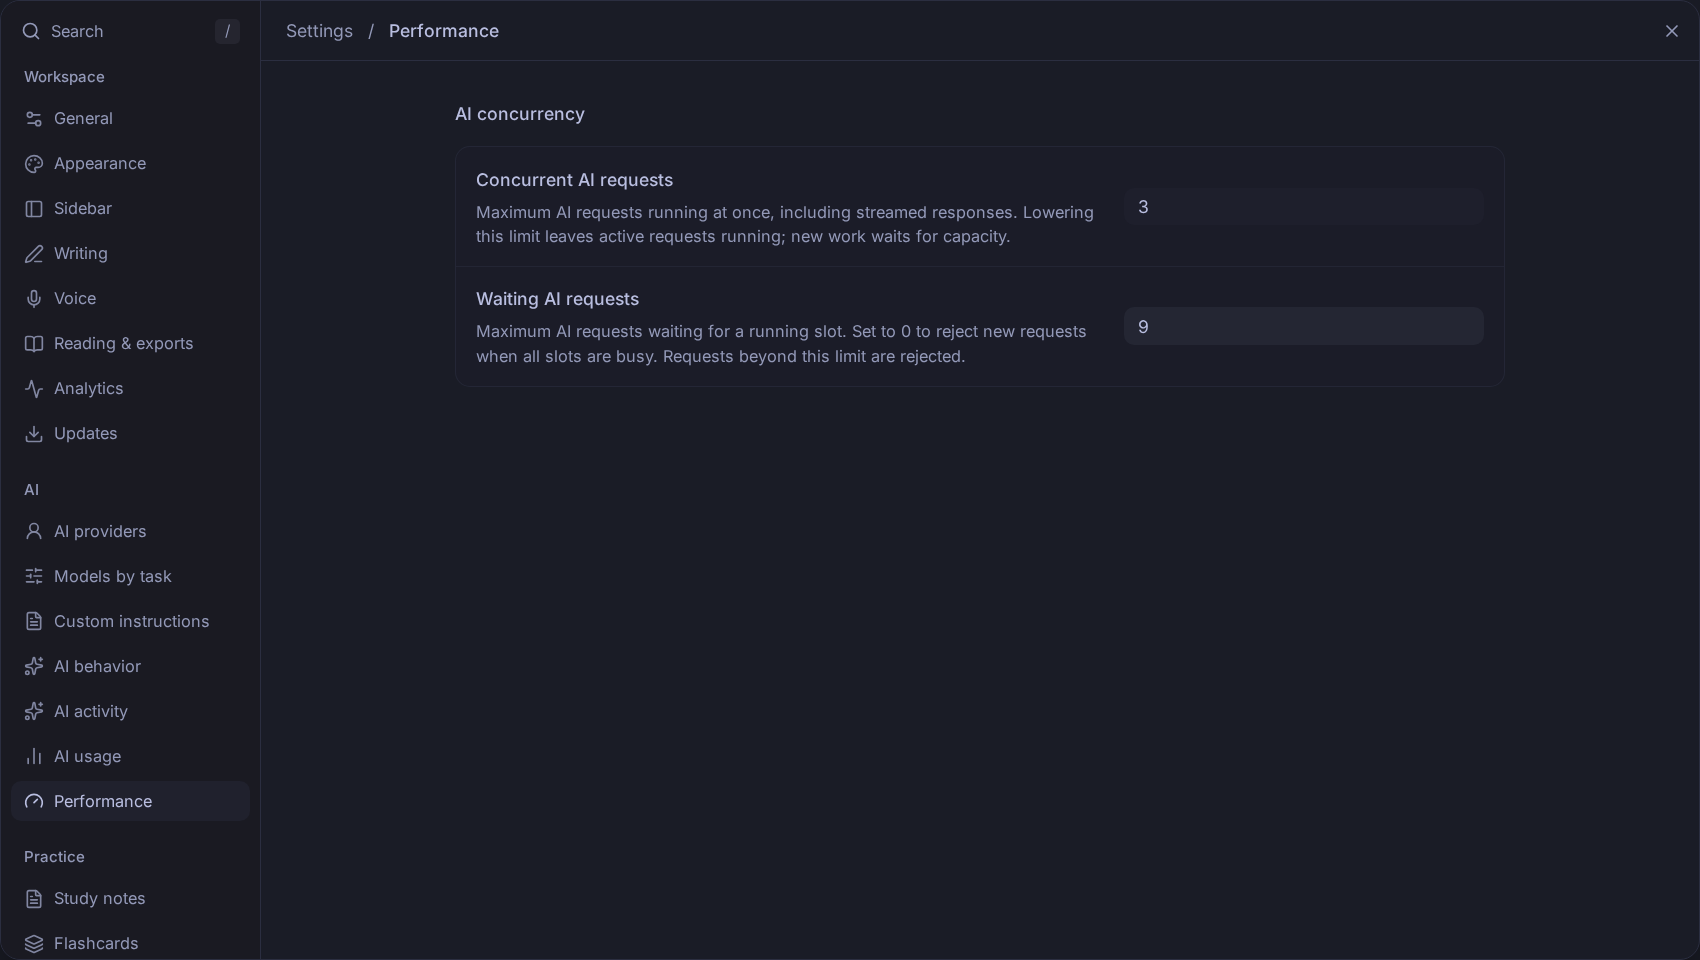 Search /
Settings / Performance
Workspace
General
Appearance
Sidebar
Writing
Voice
Reading & exports
Analytics
Updates
AI
AI providers
Models by task
Custom instructions
AI behavior
AI activity
AI usage
Performance
Practice
Study notes
Flashcards
AI concurrency
Concurrent AI requests
Maximum AI requests running at once, including streamed responses. Lowering
this limit leaves active requests running; new work waits for capacity.
3
Waiting AI requests
Maximum AI requests waiting for a running slot. Set to 0 to reject new requests
when all slots are busy. Requests beyond this limit are rejected.
9